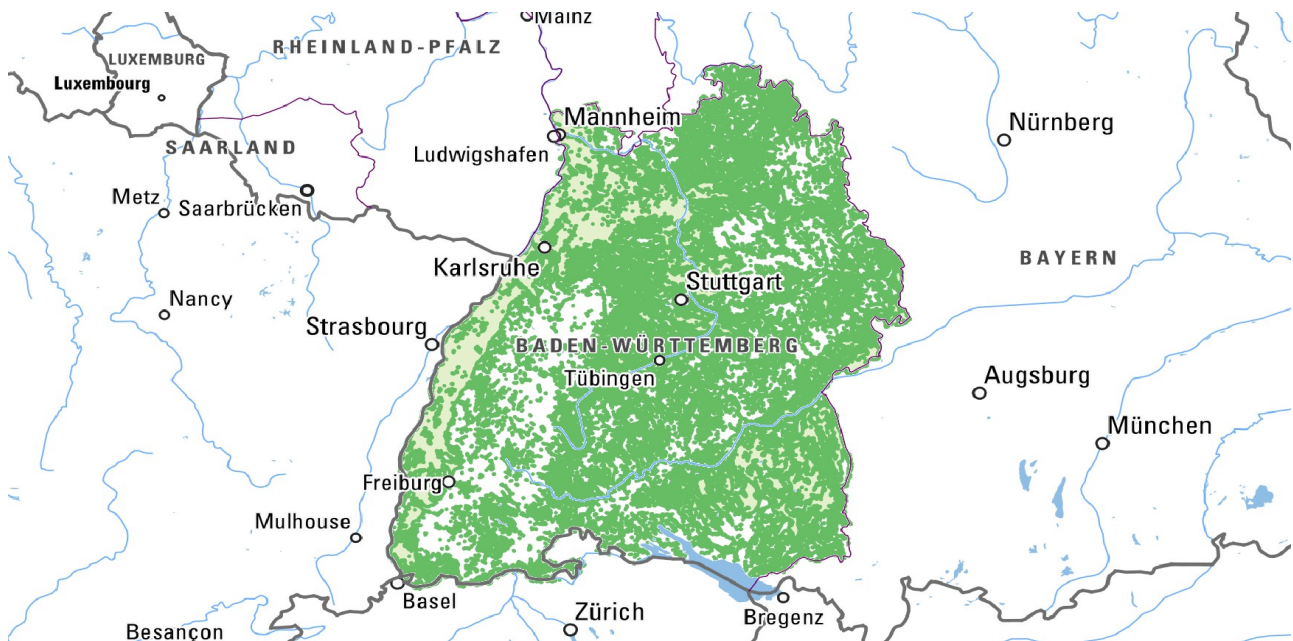 Mainz
RHEINLAND-PFALZ
LUXEMBURG
Luxembourg
Mannheim
Nürnberg
SAARLAND
Ludwigshafen
Metz
Saarbrücken
Karlsruhe
BAYERN
Stuttgart
Nancy
Strasbourg
BADEN-WÜRTTEMBERG
Tübingen
Augsburg
München
Freiburg
Mulhouse
Basel
Zürich
Bregenz
Besançon